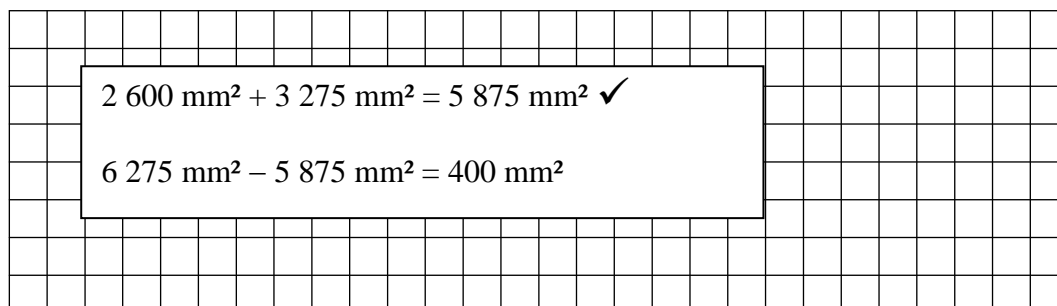 2 600 mm² + 3 275 mm² = 5 875 mm² ✓
6 275 mm² – 5 875 mm² = 400 mm²